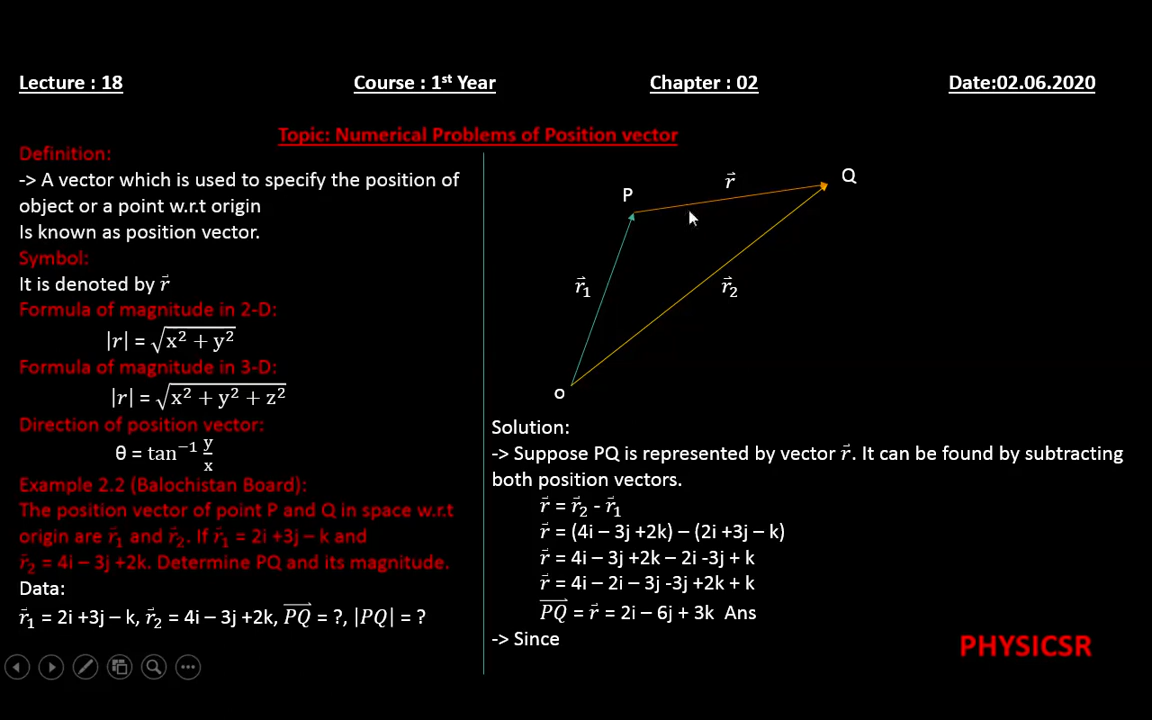 Lecture : 18
Course : 1st Year
Chapter : 02
Date:02.06.2020
Topic: Numerical Problems of Position vector
Definition:
-> A vector which is used to specify the position of
object or a point w.r.t origin
Is known as position vector.
Symbol:
It is denoted by r⃗
Formula of magnitude in 2-D:
|r| = √(x² + y²)
Formula of magnitude in 3-D:
|r| = √(x² + y² + z²)
Direction of position vector:
θ = tan⁻¹ y/x
Example 2.2 (Balochistan Board):
The position vector of point P and Q in space w.r.t
origin are r⃗₁ and r⃗₂. If r⃗₁ = 2i +3j – k and
r⃗₂ = 4i – 3j +2k. Determine PQ and its magnitude.
Data:
r⃗₁ = 2i +3j – k, r⃗₂ = 4i – 3j +2k, P͞Q⃗ = ?, |PQ| = ?
P
r⃗
Q
r⃗₁
r⃗₂
o
Solution:
-> Suppose PQ is represented by vector r⃗. It can be found by subtracting
both position vectors.
r⃗ = r⃗₂ - r⃗₁
r⃗ = (4i – 3j +2k) – (2i +3j – k)
r⃗ = 4i – 3j +2k – 2i -3j + k
r⃗ = 4i – 2i – 3j -3j +2k + k
P͞Q⃗ = r⃗ = 2i – 6j + 3k Ans
-> Since
PHYSICSR